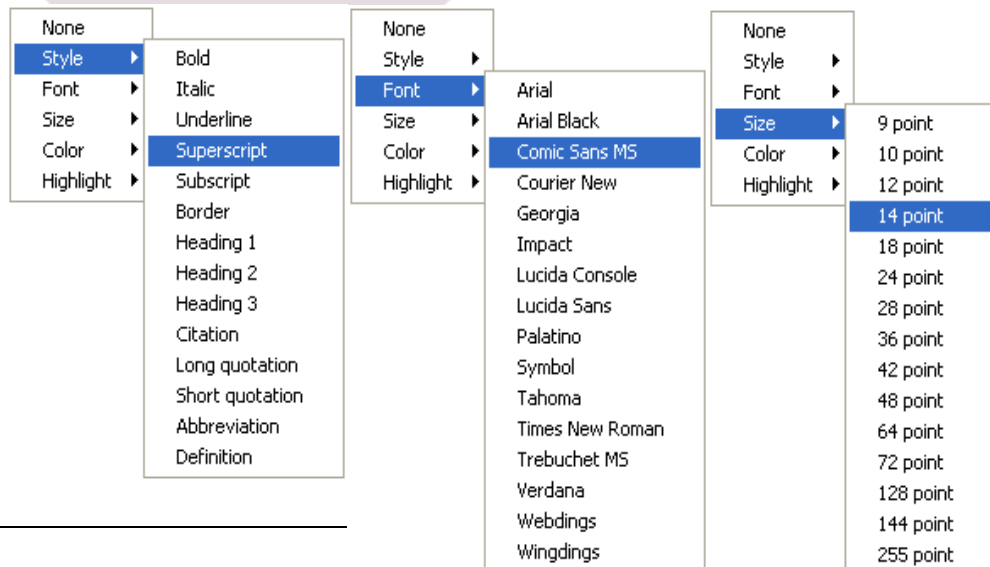 None
Style
Font
Size
Color
Highlight
Bold
Italic
Underline
Superscript
Subscript
Border
Heading 1
Heading 2
Heading 3
Citation
Long quotation
Short quotation
Abbreviation
Definition
None
Style
Font
Size
Color
Highlight
Arial
Arial Black
Comic Sans MS
Courier New
Georgia
Impact
Lucida Console
Lucida Sans
Palatino
Symbol
Tahoma
Times New Roman
Trebuchet MS
Verdana
Webdings
Wingdings
None
Style
Font
Size
Color
Highlight
9 point
10 point
12 point
14 point
18 point
24 point
28 point
36 point
42 point
48 point
64 point
72 point
128 point
144 point
255 point